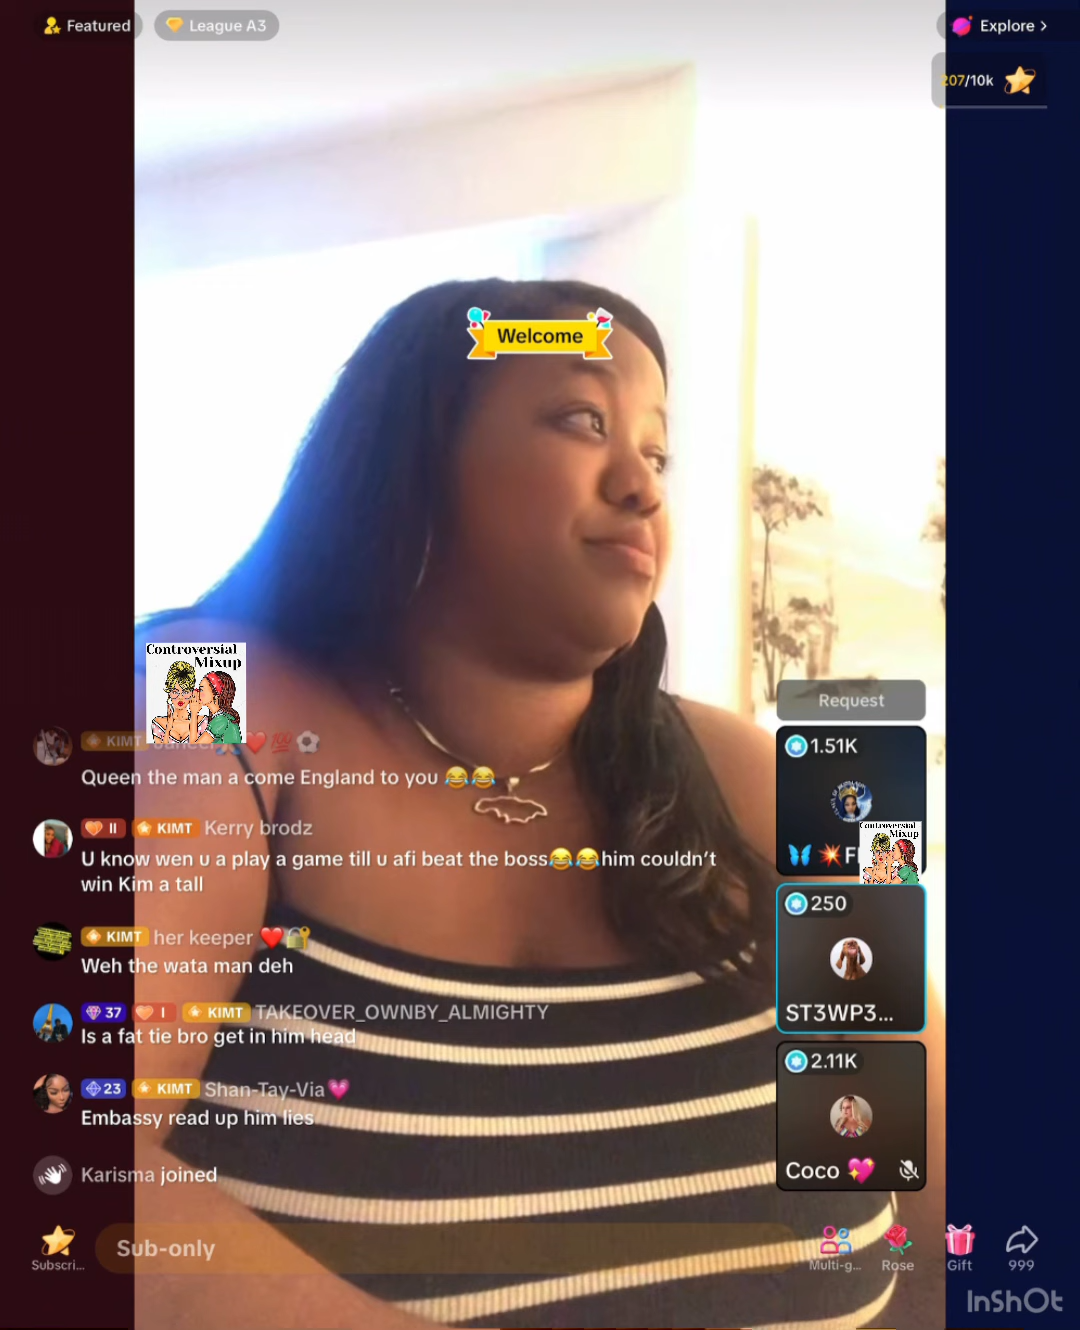 Featured
League A3
Explore >
207/10k
Welcome
Controversial
Mixup
Request
KIMT
Queen the man a come England to you 😂😂
1.51K
II KIMT Kerry brodz
U know wen u a play a game till u afi beat the boss😂😂him couldn't
win Kim a tall
Controversial
Mixup
250
KIMT her keeper ❤️🔐
Weh the wata man deh
ST3WP3...
37 I KIMT TAKEOVER_OWNBY_ALMIGHTY
Is a fat tie bro get in him head
2.11K
23 KIMT Shan-Tay-Via💗
Embassy read up him lies
Coco 💖
Karisma joined
Sub-only
Subscri...
Multi-g...
Rose
Gift
999
InShOt